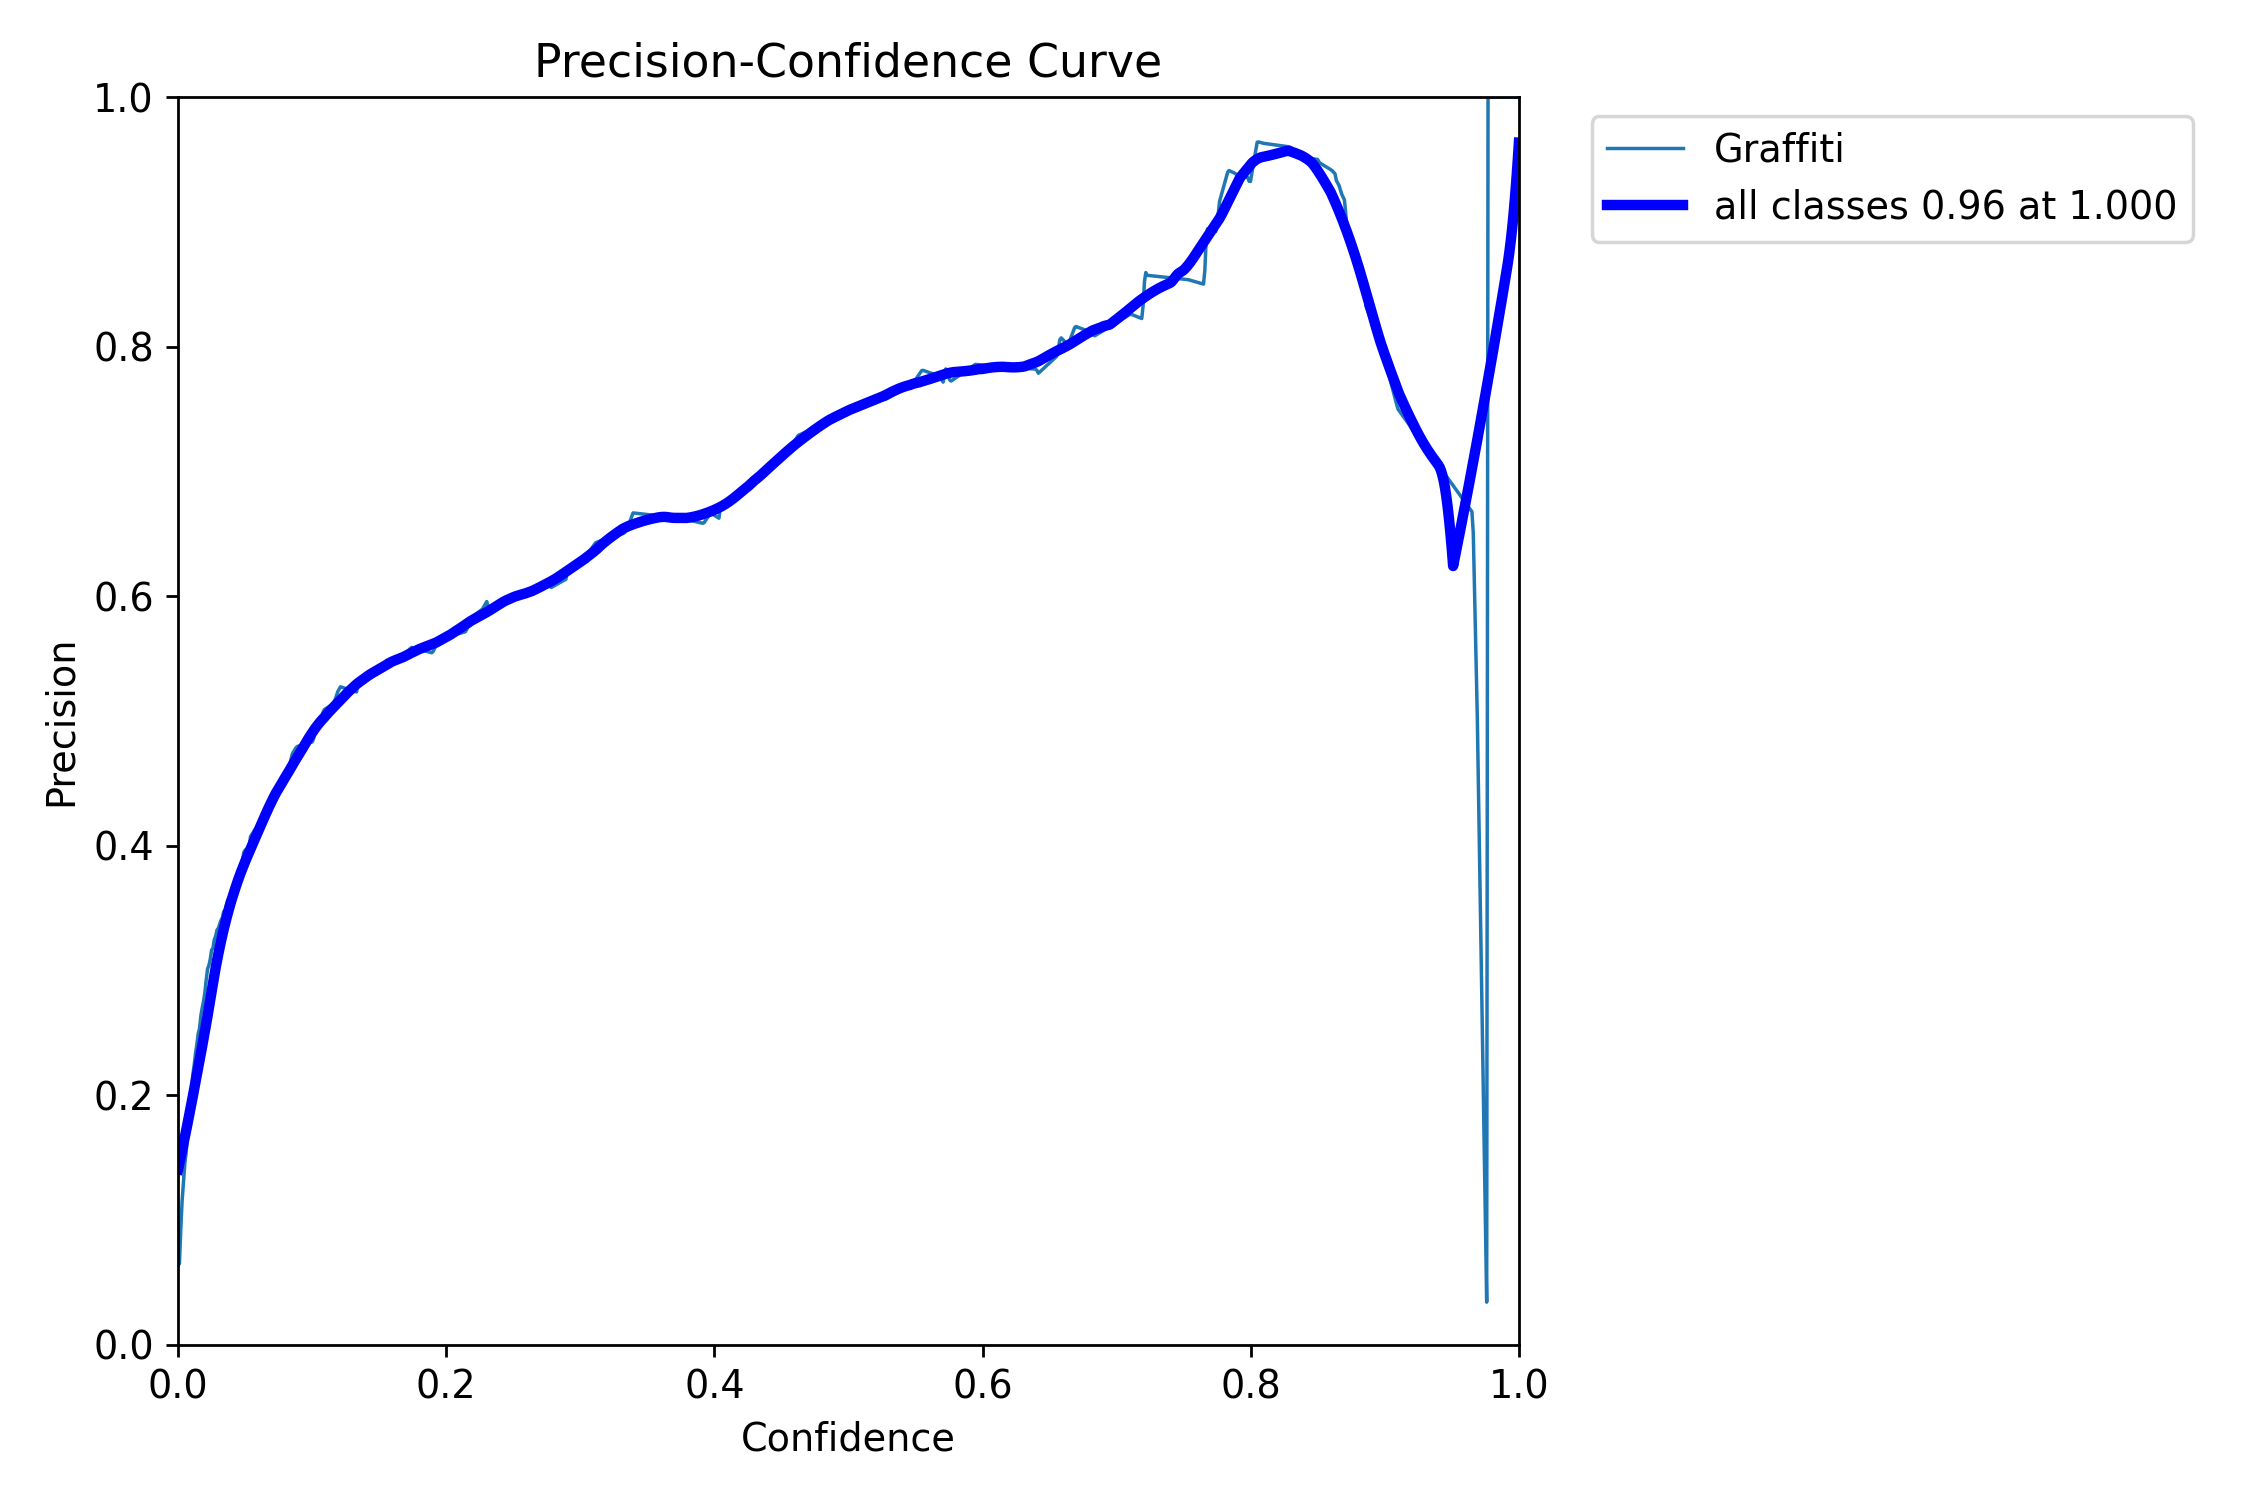 Precision-Confidence Curve
1.0
0.8
0.6
0.4
0.2
0.0
Precision
0.0 0.2 0.4 0.6 0.8 1.0
Confidence
Graffiti
all classes 0.96 at 1.000